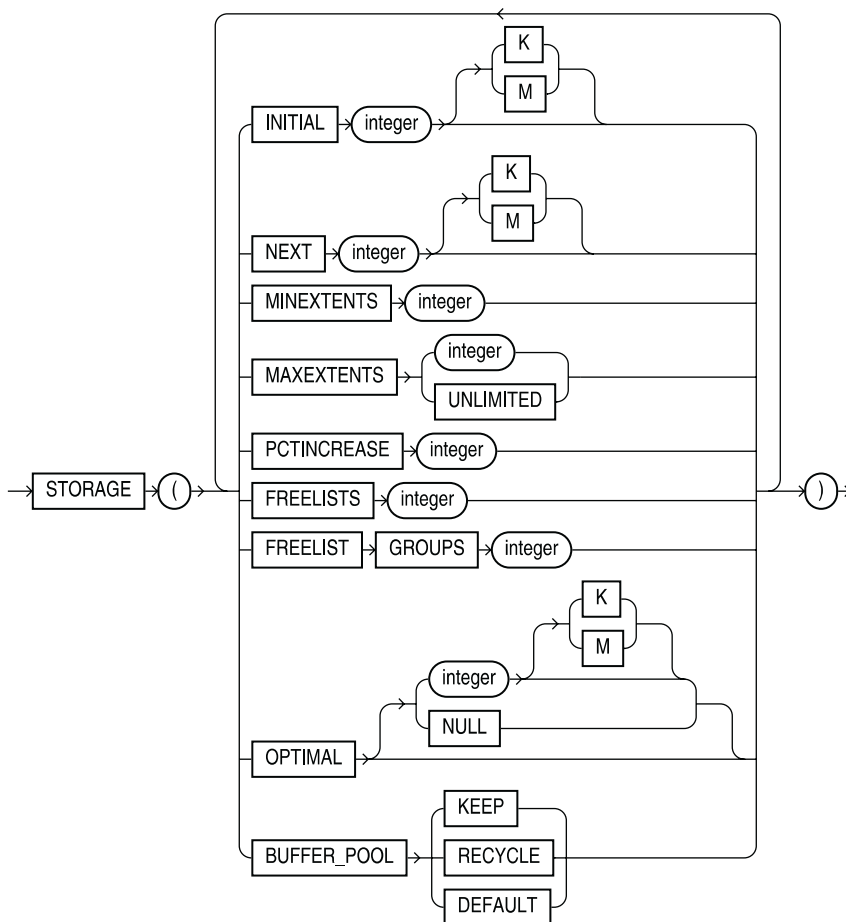 K
M
INITIAL integer
K
M
NEXT integer
MINEXTENTS integer
integer
MAXEXTENTS
UNLIMITED
PCTINCREASE integer
STORAGE ( )
FREELISTS integer
FREELIST GROUPS integer
K
M
integer
NULL
OPTIMAL
KEEP
BUFFER_POOL RECYCLE
DEFAULT